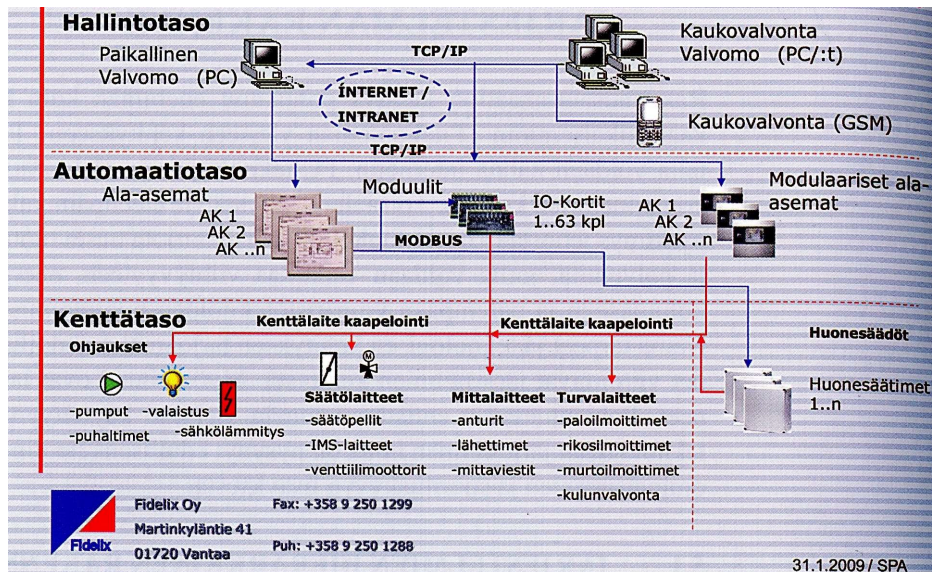 Hallintotaso
Paikallinen
Valvomo (PC)
TCP/IP
INTERNET /
INTRANET
Kaukovalvonta
Valvomo (PC/:t)
Kaukovalvonta (GSM)
TCP/IP
Automaatiotaso
Ala-asemat
AK 1
AK 2
AK ..n
Moduulit
MODBUS
IO-Kortit
1..63 kpl
AK 1
AK 2
AK ..n
Modulaariset ala-
asemat
Kenttätaso
Kenttälaite kaapelointi
Kenttälaite kaapelointi
Huonesäädöt
Ohjaukset
-pumput
-puhaltimet
-valaistus
-sähkölämmitys
M
Säätölaitteet
-säätöpellit
-IMS-laitteet
-venttiilimoottorit
Mittalaitteet
-anturit
-lähettimet
-mittaviestit
Turvalaitteet
-paloilmoittimet
-rikosilmoittimet
-murtoilmoittimet
-kulunvalvonta
Huonesäätimet
1..n
Fidelix
Fidelix Oy
Martinkyläntie 41
01720 Vantaa
Fax: +358 9 250 1299
Puh: +358 9 250 1288
31.1.2009 / SPA